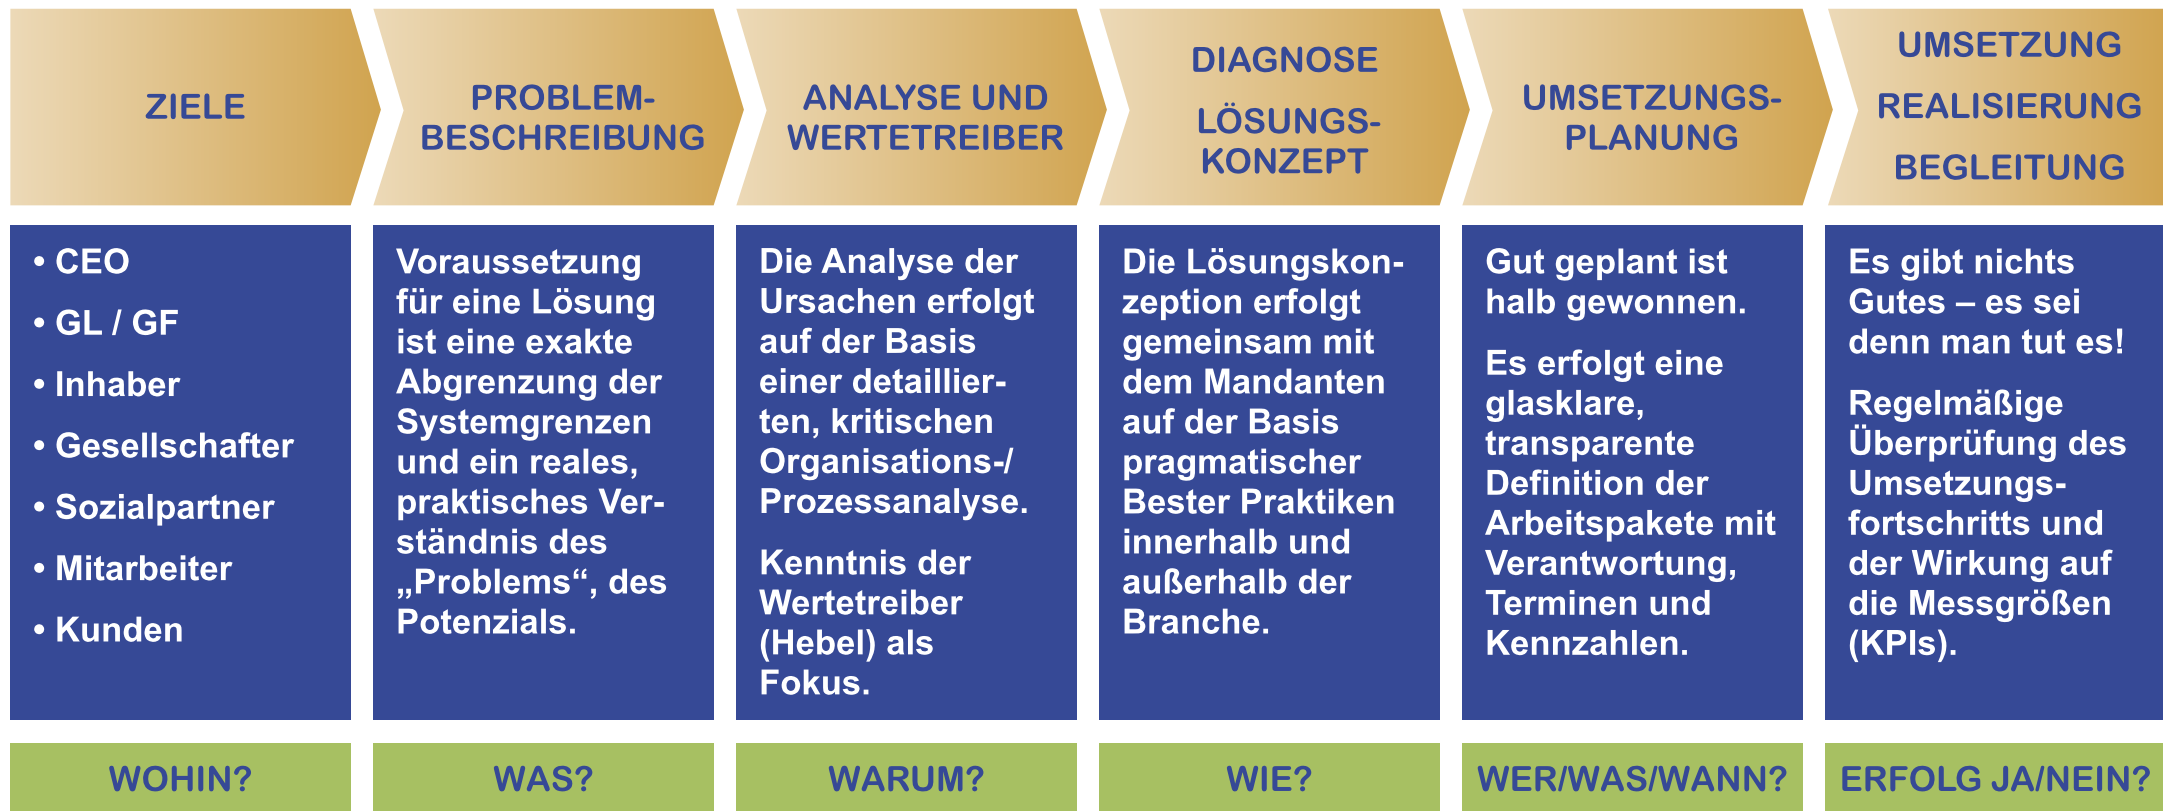 ZIELE
PROBLEM-
BESCHREIBUNG
ANALYSE UND
WERTETREIBER
DIAGNOSE
LÖSUNGS-
KONZEPT
UMSETZUNGS-
PLANUNG
UMSETZUNG
REALISIERUNG
BEGLEITUNG
• CEO
• GL / GF
• Inhaber
• Gesellschafter
• Sozialpartner
• Mitarbeiter
• Kunden
Voraussetzung
für eine Lösung
ist eine exakte
Abgrenzung der
Systemgrenzen
und ein reales,
praktisches Ver-
ständnis des
„Problems“, des
Potenzials.
Die Analyse der
Ursachen erfolgt
auf der Basis
einer detaillier-
ten, kritischen
Organisations-/
Prozessanalyse.
Kenntnis der
Wertetreiber
(Hebel) als
Fokus.
Die Lösungskon-
zeption erfolgt
gemeinsam mit
dem Mandanten
auf der Basis
pragmatischer
Bester Praktiken
innerhalb und
außerhalb der
Branche.
Gut geplant ist
halb gewonnen.
Es erfolgt eine
glasklare,
transparente
Definition der
Arbeitspakete mit
Verantwortung,
Terminen und
Kennzahlen.
Es gibt nichts
Gutes – es sei
denn man tut es!
Regelmäßige
Überprüfung des
Umsetzungs-
fortschritts und
der Wirkung auf
die Messgrößen
(KPIs).
WOHIN?
WAS?
WARUM?
WIE?
WER/WAS/WANN?
ERFOLG JA/NEIN?